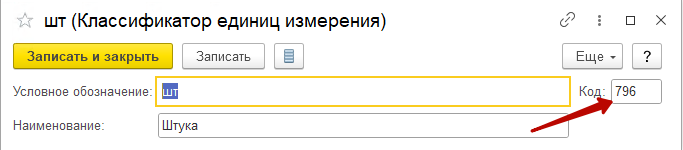 шт (Классификатор единиц измерения)
Записать и закрыть Записать Еще ?
Условное обозначение: шт Код: 796
Наименование: Штука